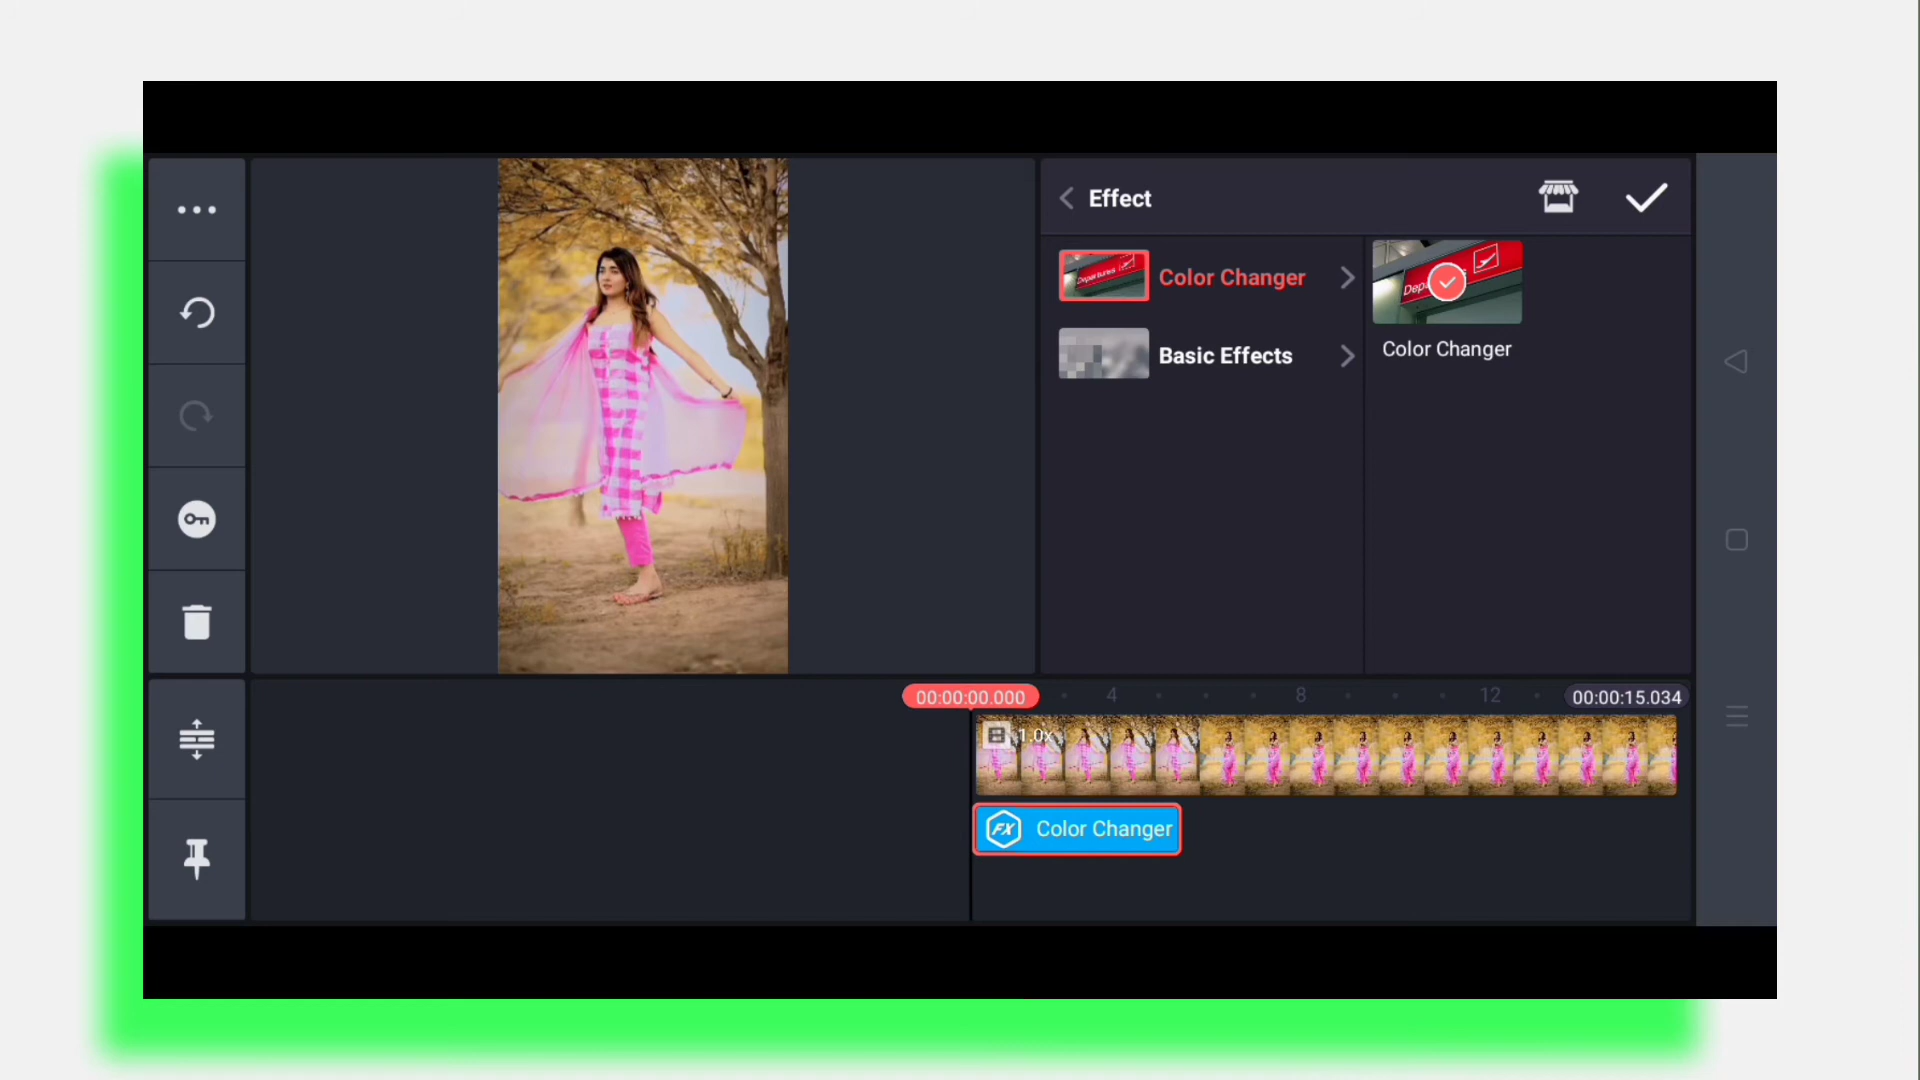 Effect
Color Changer
Basic Effects
Color Changer
00:00:00.000
4
8
12
00:00:15.034
1.0x
FX
Color Changer